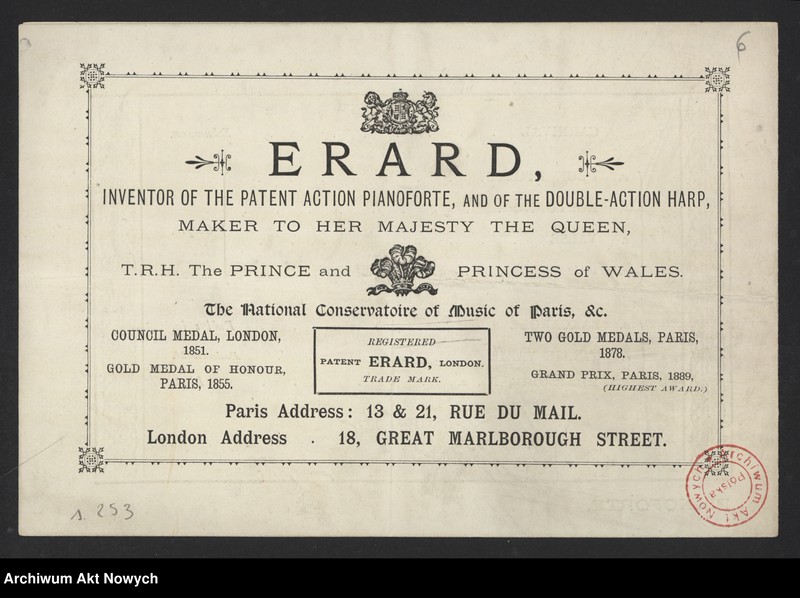 6
ERARD,
INVENTOR OF THE PATENT ACTION PIANOFORTE, AND OF THE DOUBLE-ACTION HARP,
MAKER TO HER MAJESTY THE QUEEN,
T.R.H. The PRINCE and PRINCESS of WALES.
The National Conservatoire of Music of Paris, &c.
COUNCIL MEDAL, LONDON,
1851.
GOLD MEDAL OF HONOUR,
PARIS, 1855.
REGISTERED
PATENT ERARD, LONDON.
TRADE MARK.
TWO GOLD MEDALS, PARIS,
1878.
GRAND PRIX, PARIS, 1889,
(HIGHEST AWARD.)
Paris Address: 13 & 21, RUE DU MAIL.
London Address . 18, GREAT MARLBOROUGH STREET.
s. 253
Archiwum Akt Nowych
Polska
Archiwum Akt Nowych